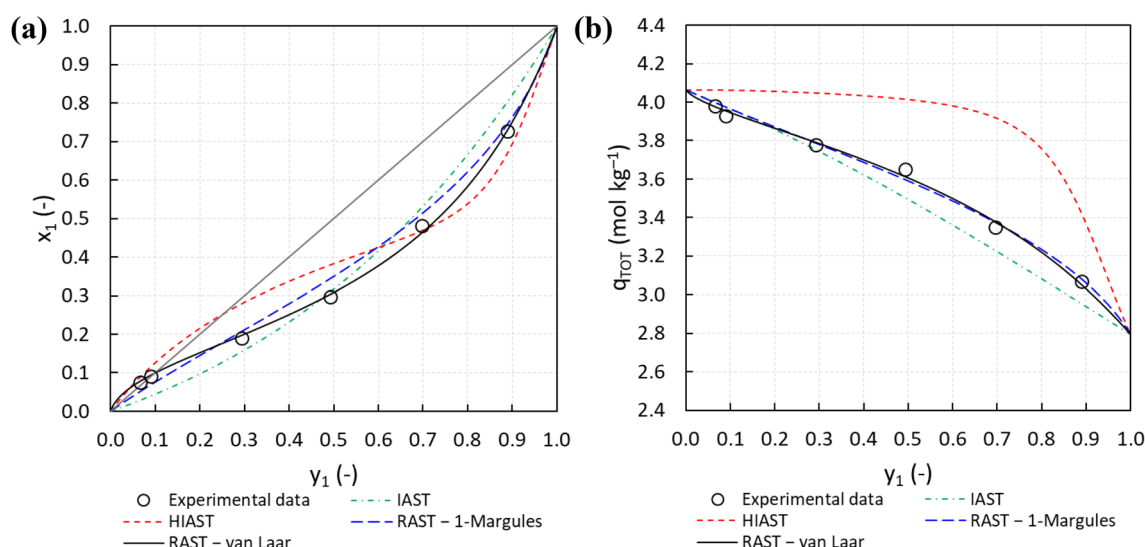 (a)
1.0
0.9
0.8
0.7
0.6
0.5
0.4
0.3
0.2
0.1
0.0
x₁ (-)
0.0 0.1 0.2 0.3 0.4 0.5 0.6 0.7 0.8 0.9 1.0
y₁ (-)
Experimental data IAST
HIAST RAST – 1-Margules
RAST – van Laar
(b)
4.4
4.2
4.0
3.8
3.6
3.4
3.2
3.0
2.8
2.6
2.4
qTOT (mol kg⁻¹)
0.0 0.1 0.2 0.3 0.4 0.5 0.6 0.7 0.8 0.9 1.0
y₁ (-)
Experimental data IAST
HIAST RAST – 1-Margules
RAST – van Laar